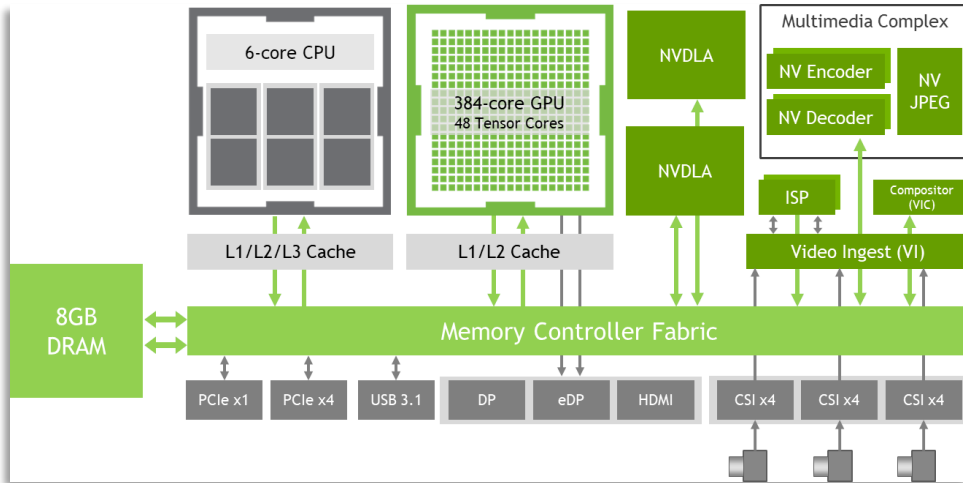 6-core CPU
384-core GPU
48 Tensor Cores
NVDLA
NVDLA
Multimedia Complex
NV Encoder
NV Decoder
NV
JPEG
ISP
Compositor
(VIC)
L1/L2/L3 Cache
L1/L2 Cache
Video Ingest (VI)
8GB
DRAM
Memory Controller Fabric
PCIe x1
PCIe x4
USB 3.1
DP
eDP
HDMI
CSI x4
CSI x4
CSI x4